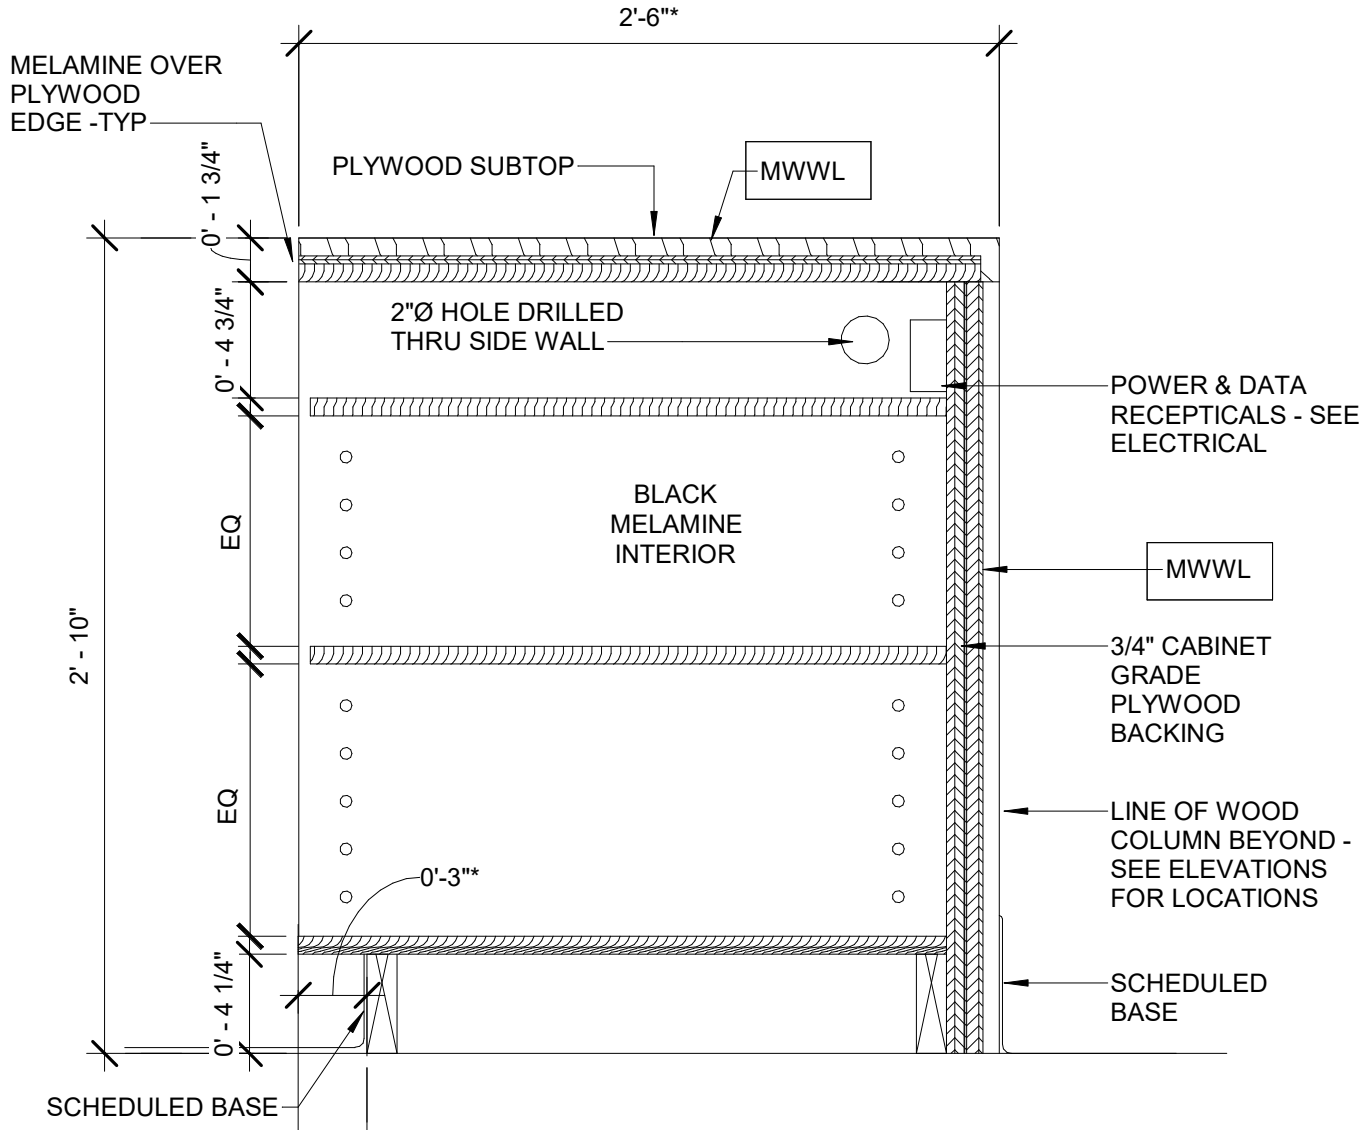 2'-6"*
MELAMINE OVER
PLYWOOD
EDGE -TYP
PLYWOOD SUBTOP
MWWL
0' - 1 3/4"
2"Ø HOLE DRILLED
THRU SIDE WALL
0' - 4 3/4"
POWER & DATA
RECEPTICALS - SEE
ELECTRICAL
BLACK
MELAMINE
INTERIOR
EQ
MWWL
2' - 10"
3/4" CABINET
GRADE
PLYWOOD
BACKING
EQ
LINE OF WOOD
COLUMN BEYOND -
SEE ELEVATIONS
FOR LOCATIONS
0'-3"*
0' - 4 1/4"
SCHEDULED
BASE
SCHEDULED BASE